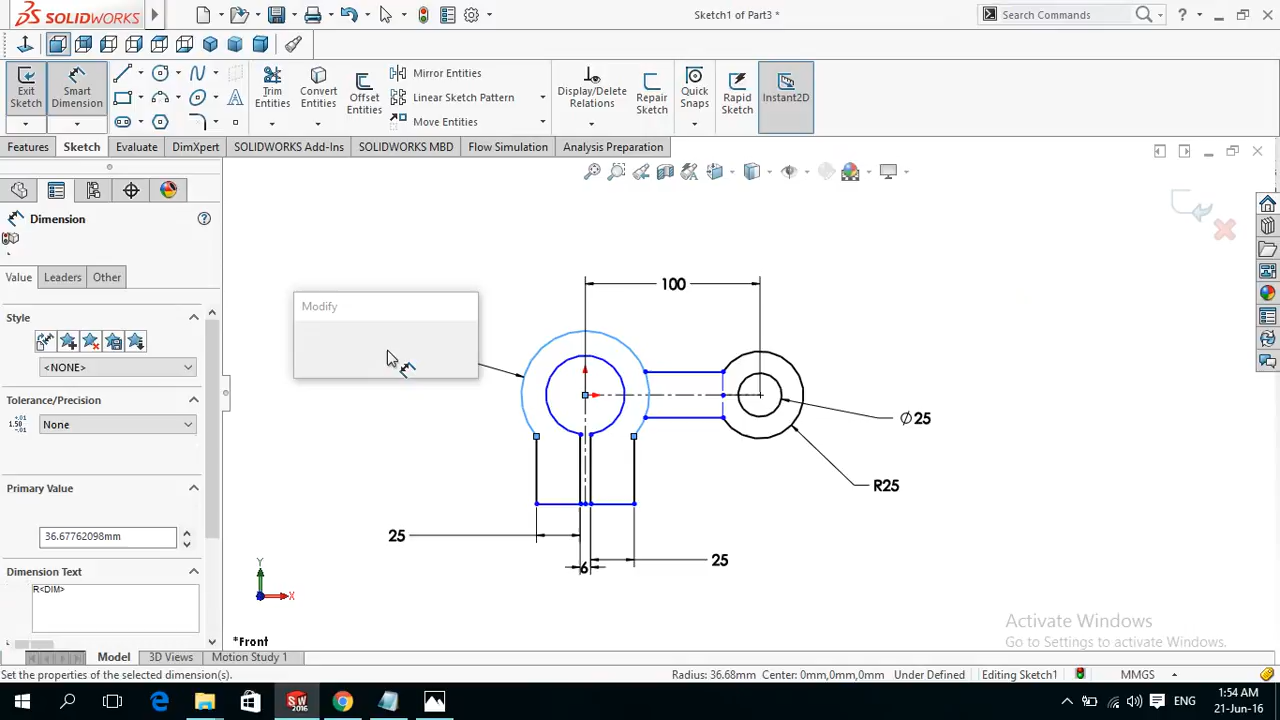 SOLIDWORKS
Sketch1 of Part3 *
Search Commands
?
Exit Sketch
Smart Dimension
Trim Entities
Convert Entities
Offset Entities
Mirror Entities
Linear Sketch Pattern
Move Entities
Display/Delete Relations
Repair Sketch
Quick Snaps
Rapid Sketch
Instant2D
Features
Sketch
Evaluate
DimXpert
SOLIDWORKS Add-Ins
SOLIDWORKS MBD
Flow Simulation
Analysis Preparation
Dimension
?
Value
Leaders
Other
Style
<NONE>
Tolerance/Precision
None
Primary Value
36.67762098mm
Dimension Text
R<DIM>
Modify
100
Ø25
R25
25
6
25
Y
X
*Front
Activate Windows
Go to Settings to activate Windows.
Model
3D Views
Motion Study 1
Set the properties of the selected dimension(s).
Radius: 36.68mm Center: 0mm,0mm,0mm
Under Defined
Editing Sketch1
MMGS
SW
2016
ENG
1:54 AM
21-Jun-16